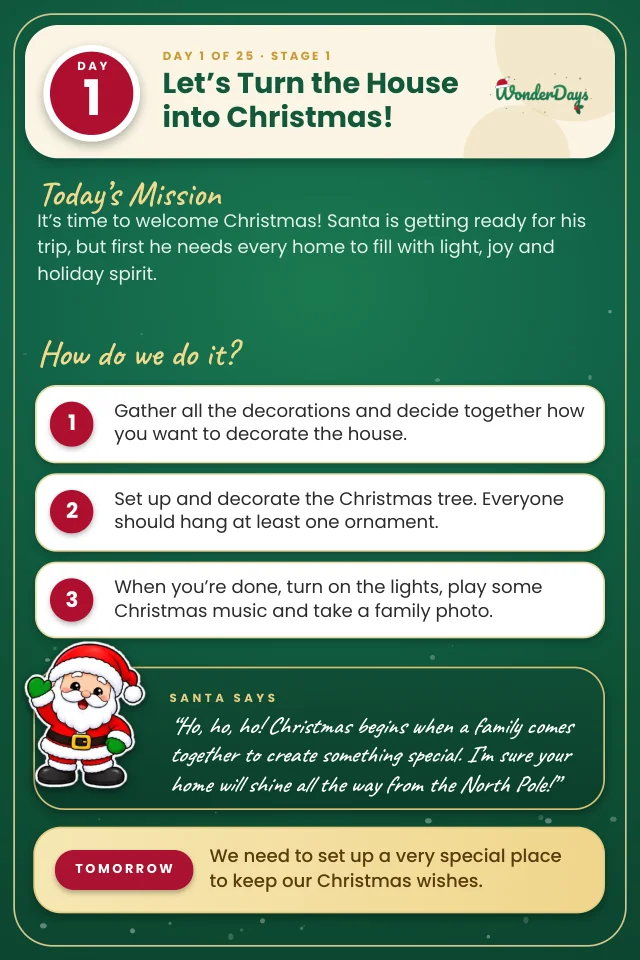 DAY
1
DAY 1 OF 25 · STAGE 1
Let's Turn the House
into Christmas!
WonderDays
Today's Mission
It's time to welcome Christmas! Santa is getting ready for his
trip, but first he needs every home to fill with light, joy and
holiday spirit.
How do we do it?
1
Gather all the decorations and decide together how
you want to decorate the house.
2
Set up and decorate the Christmas tree. Everyone
should hang at least one ornament.
3
When you're done, turn on the lights, play some
Christmas music and take a family photo.
SANTA SAYS
"Ho, ho, ho! Christmas begins when a family comes
together to create something special. I'm sure your
home will shine all the way from the North Pole!"
TOMORROW
We need to set up a very special place
to keep our Christmas wishes.